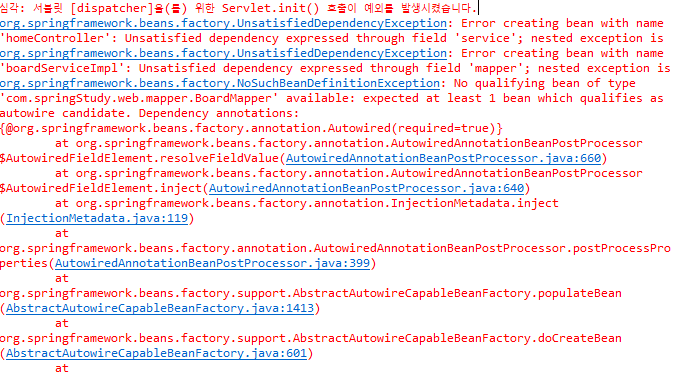 심각: 서블릿 [dispatcher]을(를) 위한 Servlet.init() 호출이 예외를 발생시켰습니다.
org.springframework.beans.factory.UnsatisfiedDependencyException: Error creating bean with name
'homeController': Unsatisfied dependency expressed through field 'service'; nested exception is
org.springframework.beans.factory.UnsatisfiedDependencyException: Error creating bean with name
'boardServiceImpl': Unsatisfied dependency expressed through field 'mapper'; nested exception is
org.springframework.beans.factory.NoSuchBeanDefinitionException: No qualifying bean of type
'com.springStudy.web.mapper.BoardMapper' available: expected at least 1 bean which qualifies as
autowire candidate. Dependency annotations:
{@org.springframework.beans.factory.annotation.Autowired(required=true)}
at org.springframework.beans.factory.annotation.AutowiredAnnotationBeanPostProcessor
$AutowiredFieldElement.resolveFieldValue(AutowiredAnnotationBeanPostProcessor.java:660)
at org.springframework.beans.factory.annotation.AutowiredAnnotationBeanPostProcessor
$AutowiredFieldElement.inject(AutowiredAnnotationBeanPostProcessor.java:640)
at org.springframework.beans.factory.annotation.InjectionMetadata.inject
(InjectionMetadata.java:119)
at
org.springframework.beans.factory.annotation.AutowiredAnnotationBeanPostProcessor.postProcessPro
perties(AutowiredAnnotationBeanPostProcessor.java:399)
at
org.springframework.beans.factory.support.AbstractAutowireCapableBeanFactory.populateBean
(AbstractAutowireCapableBeanFactory.java:1413)
at
org.springframework.beans.factory.support.AbstractAutowireCapableBeanFactory.doCreateBean
(AbstractAutowireCapableBeanFactory.java:601)
at